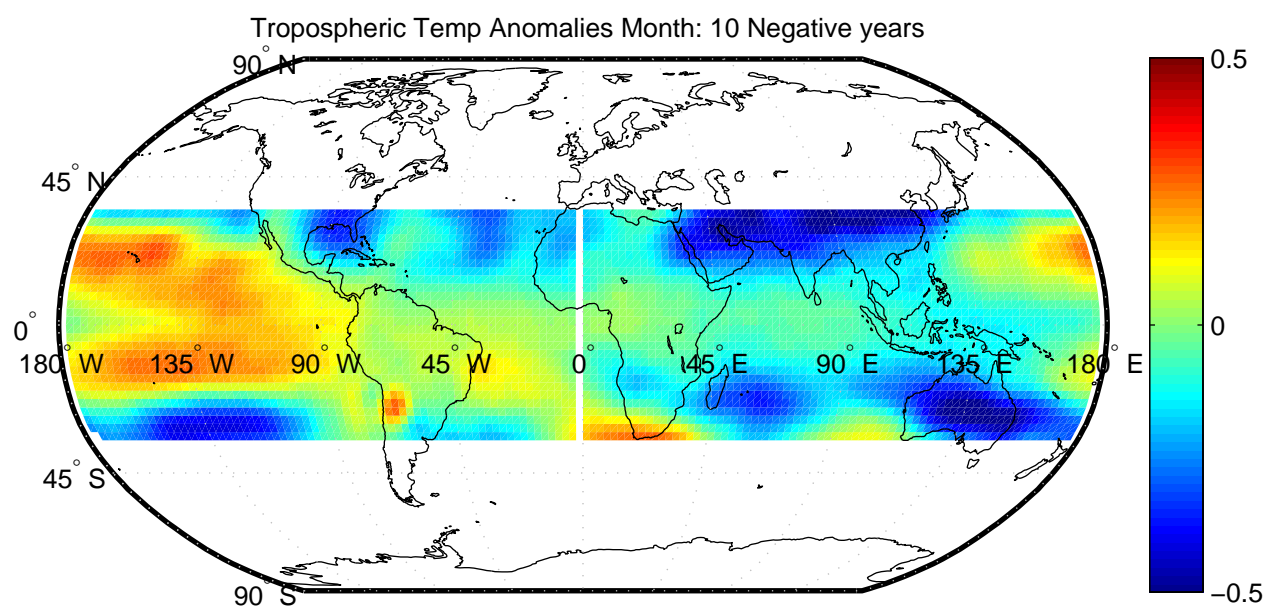 Tropospheric Temp Anomalies Month: 10 Negative years
90° N
0.5
45° N
0° 0
180° W 135° W 90° W 45° W 0° 45° E 90° E 135° E 180° E
45° S
90° S
−0.5